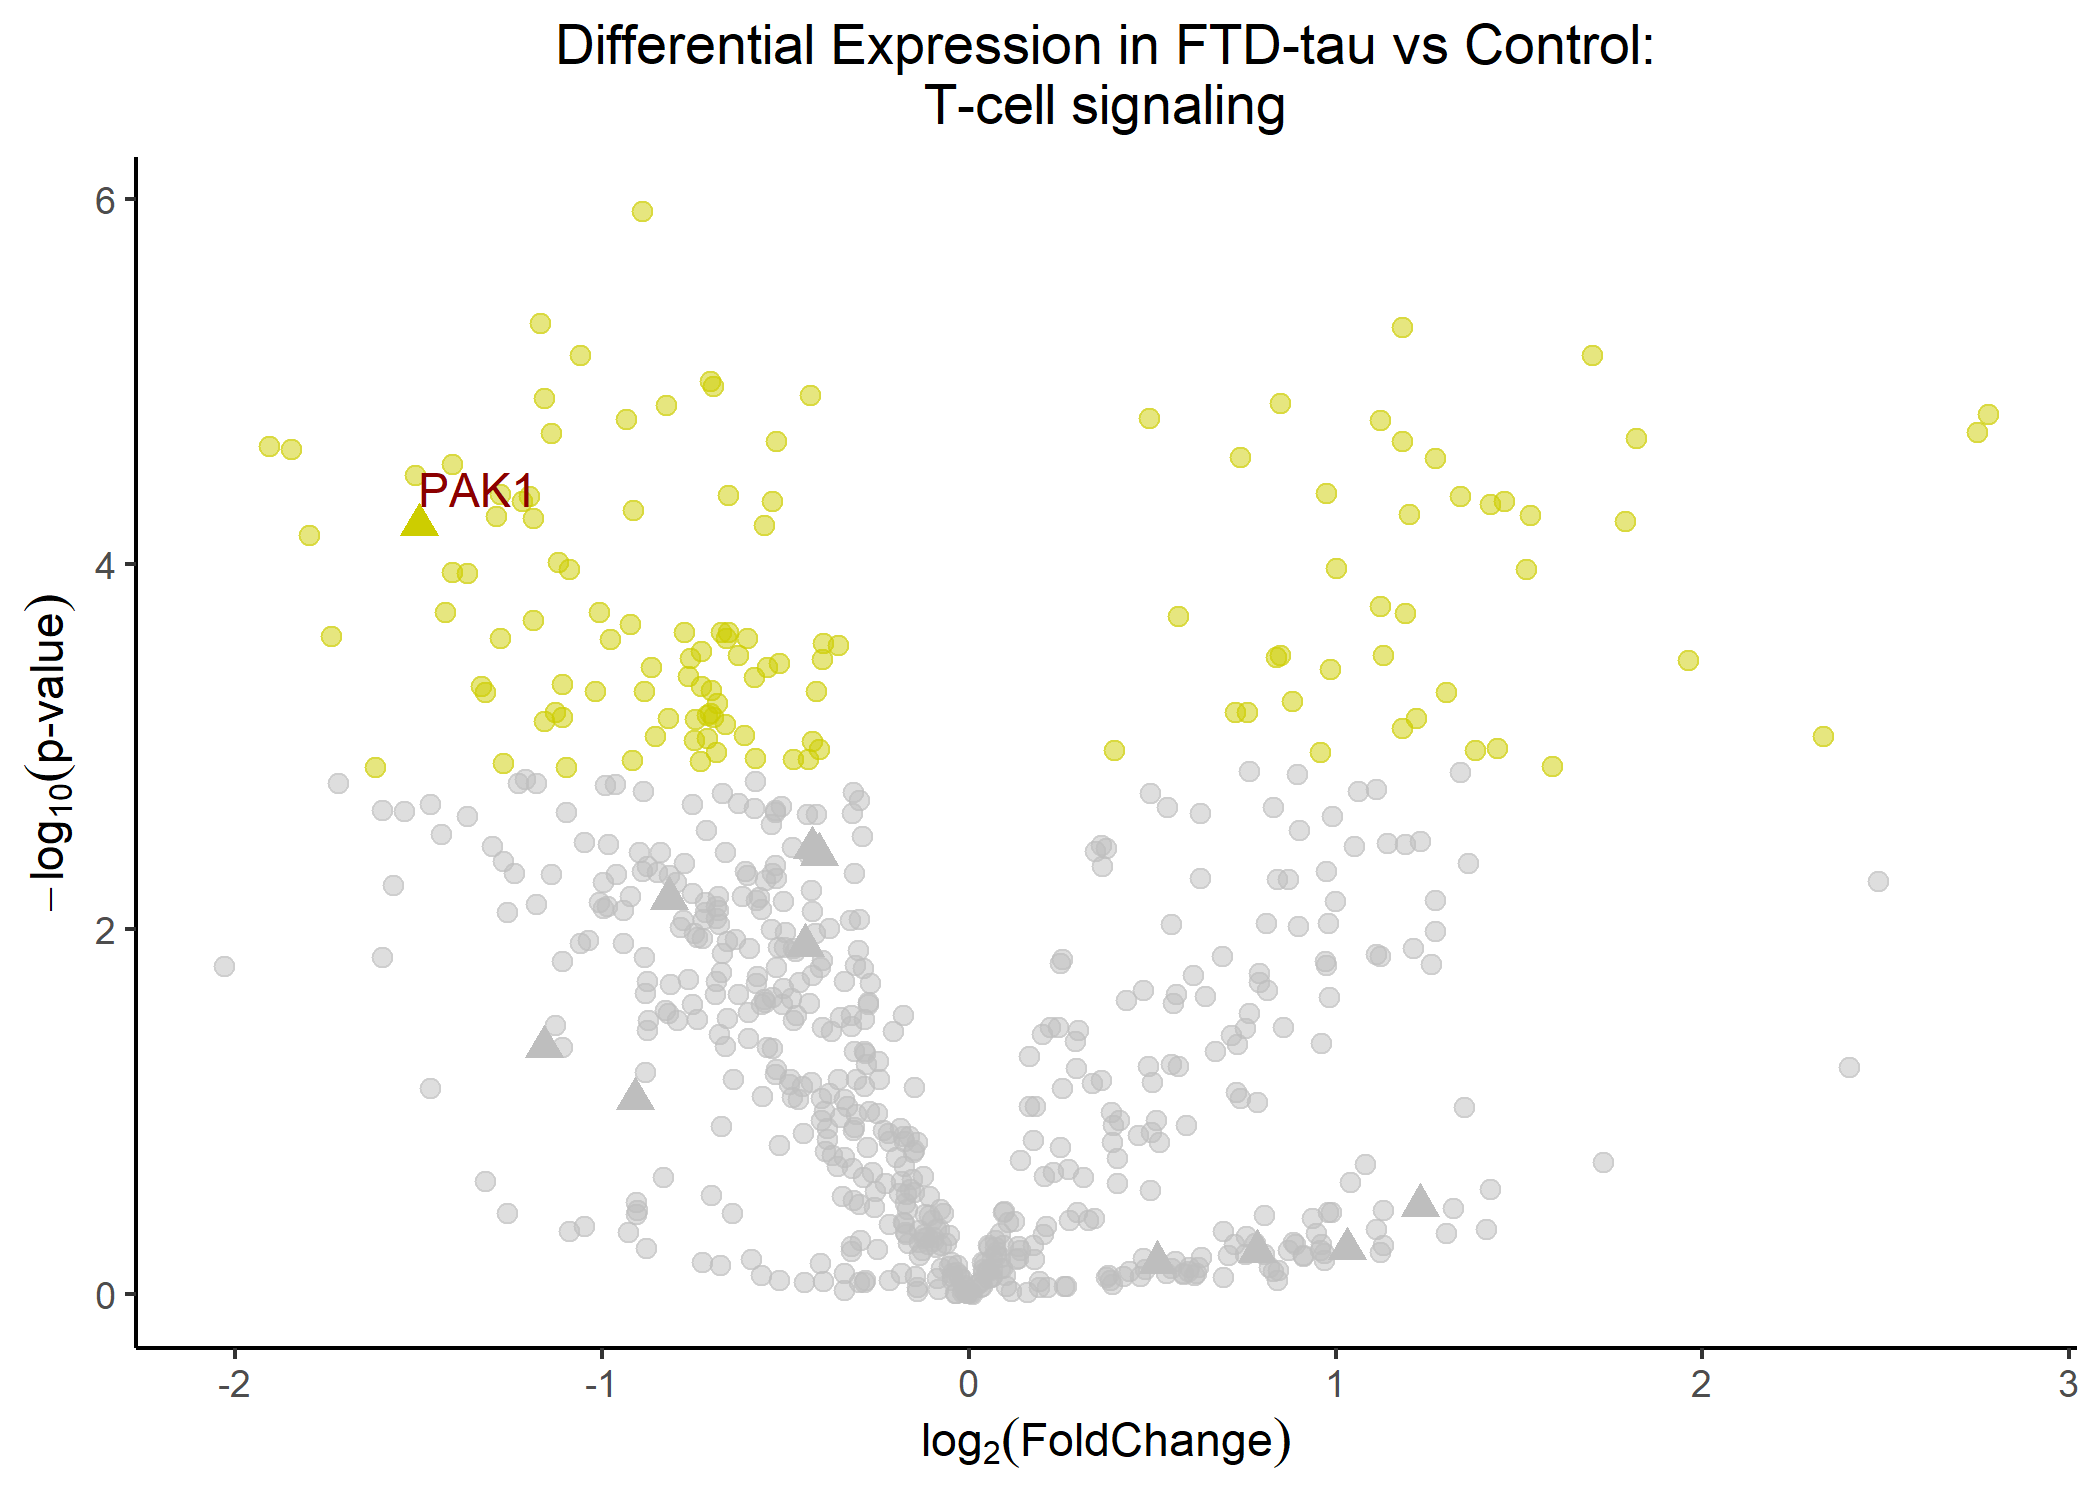 Differential Expression in FTD-tau vs Control:
T-cell signaling
6
4
2
0
−log10(p-value)
PAK1
-2
-1
0
1
2
3
log2(FoldChange)